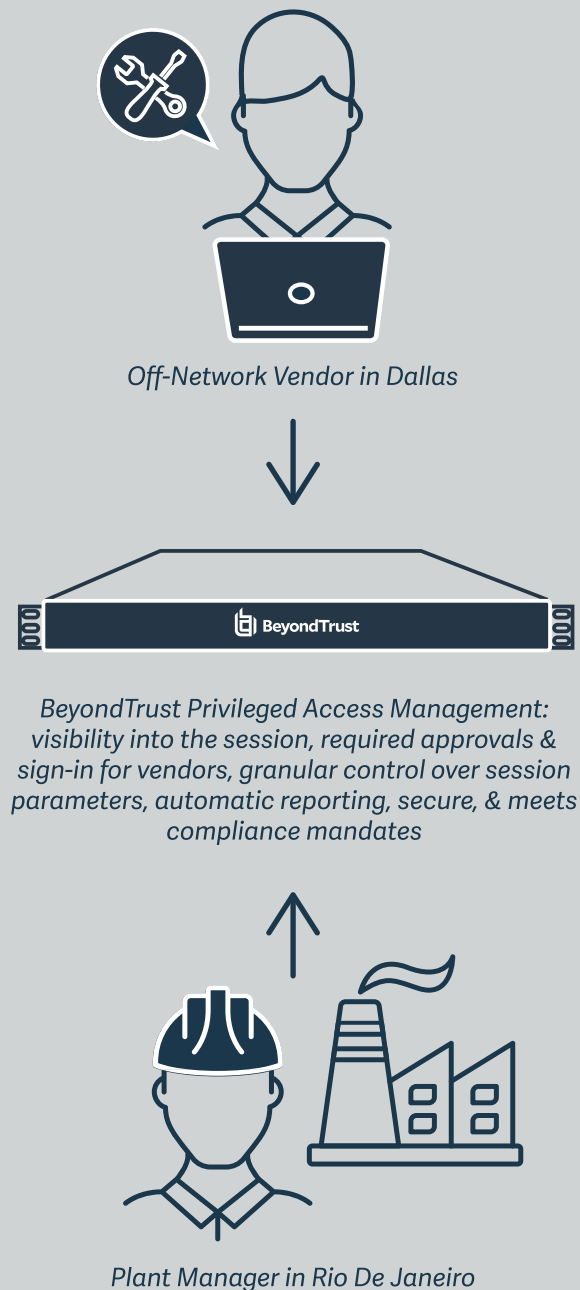 Off-Network Vendor in Dallas
BeyondTrust
BeyondTrust Privileged Access Management:
visibility into the session, required approvals &
sign-in for vendors, granular control over session
parameters, automatic reporting, secure, & meets
compliance mandates
Plant Manager in Rio De Janeiro